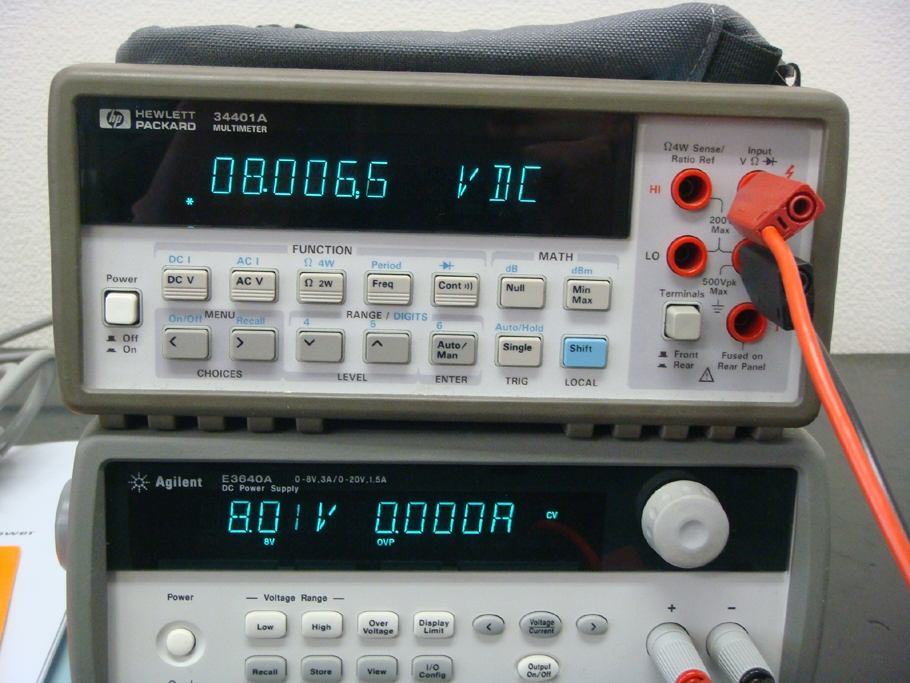 hp HEWLETT PACKARD 34401A
MULTIMETER
08.006,5 V DC
*
Ω4W Sense/ Ratio Ref
Input V Ω
HI
LO
200 Max
500Vpk Max
Power
Off
On
FUNCTION
MATH
DC I AC I Ω 4W Period dB dBm
DC V AC V Ω 2W Freq Cont Null Min Max
MENU
RANGE / DIGITS
On/Off Recall 4 5 6 Auto/Hold
< > Auto/ Man Single Shift
CHOICES LEVEL ENTER TRIG LOCAL
Terminals
Front
Rear
Fused on Rear Panel
I
Agilent E3640A 0-8V,3A/0-20V,1.5A
DC Power Supply
8.01V 0.000A CV
8V OVP
Power
Voltage Range
Low High Over Voltage Display Limit < Voltage Current >
Recall Store View I/O Config Output On/Off
+ −
ower